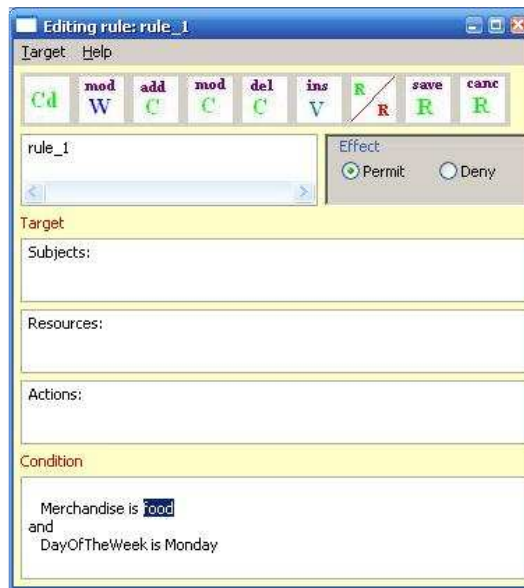 Editing rule: rule_1
Target Help
Cd
mod W
add C
mod C
del C
ins V
R/R
save R
canc R
rule_1
Effect
Permit Deny
Target
Subjects:
Resources:
Actions:
Condition
Merchandise is food
and
DayOfTheWeek is Monday